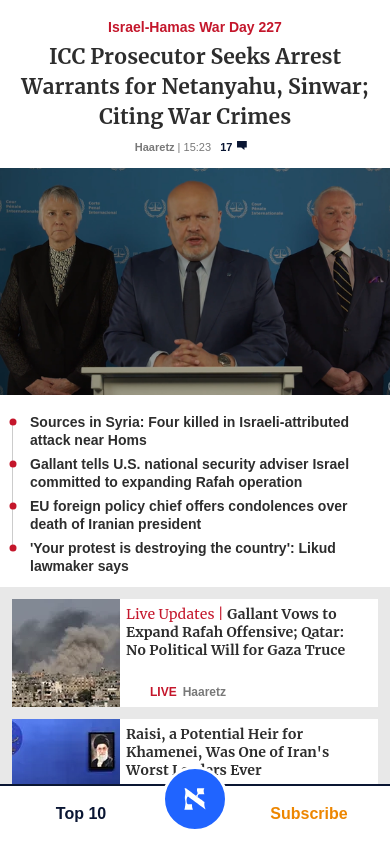 Israel-Hamas War Day 227
ICC Prosecutor Seeks Arrest
Warrants for Netanyahu, Sinwar;
Citing War Crimes
Haaretz | 15:23 17
Sources in Syria: Four killed in Israeli-attributed
attack near Homs
Gallant tells U.S. national security adviser Israel
committed to expanding Rafah operation
EU foreign policy chief offers condolences over
death of Iranian president
'Your protest is destroying the country': Likud
lawmaker says
Live Updates | Gallant Vows to
Expand Rafah Offensive; Qatar:
No Political Will for Gaza Truce
LIVE Haaretz
Raisi, a Potential Heir for
Khamenei, Was One of Iran's
Worst Ever
Top 10
Subscribe